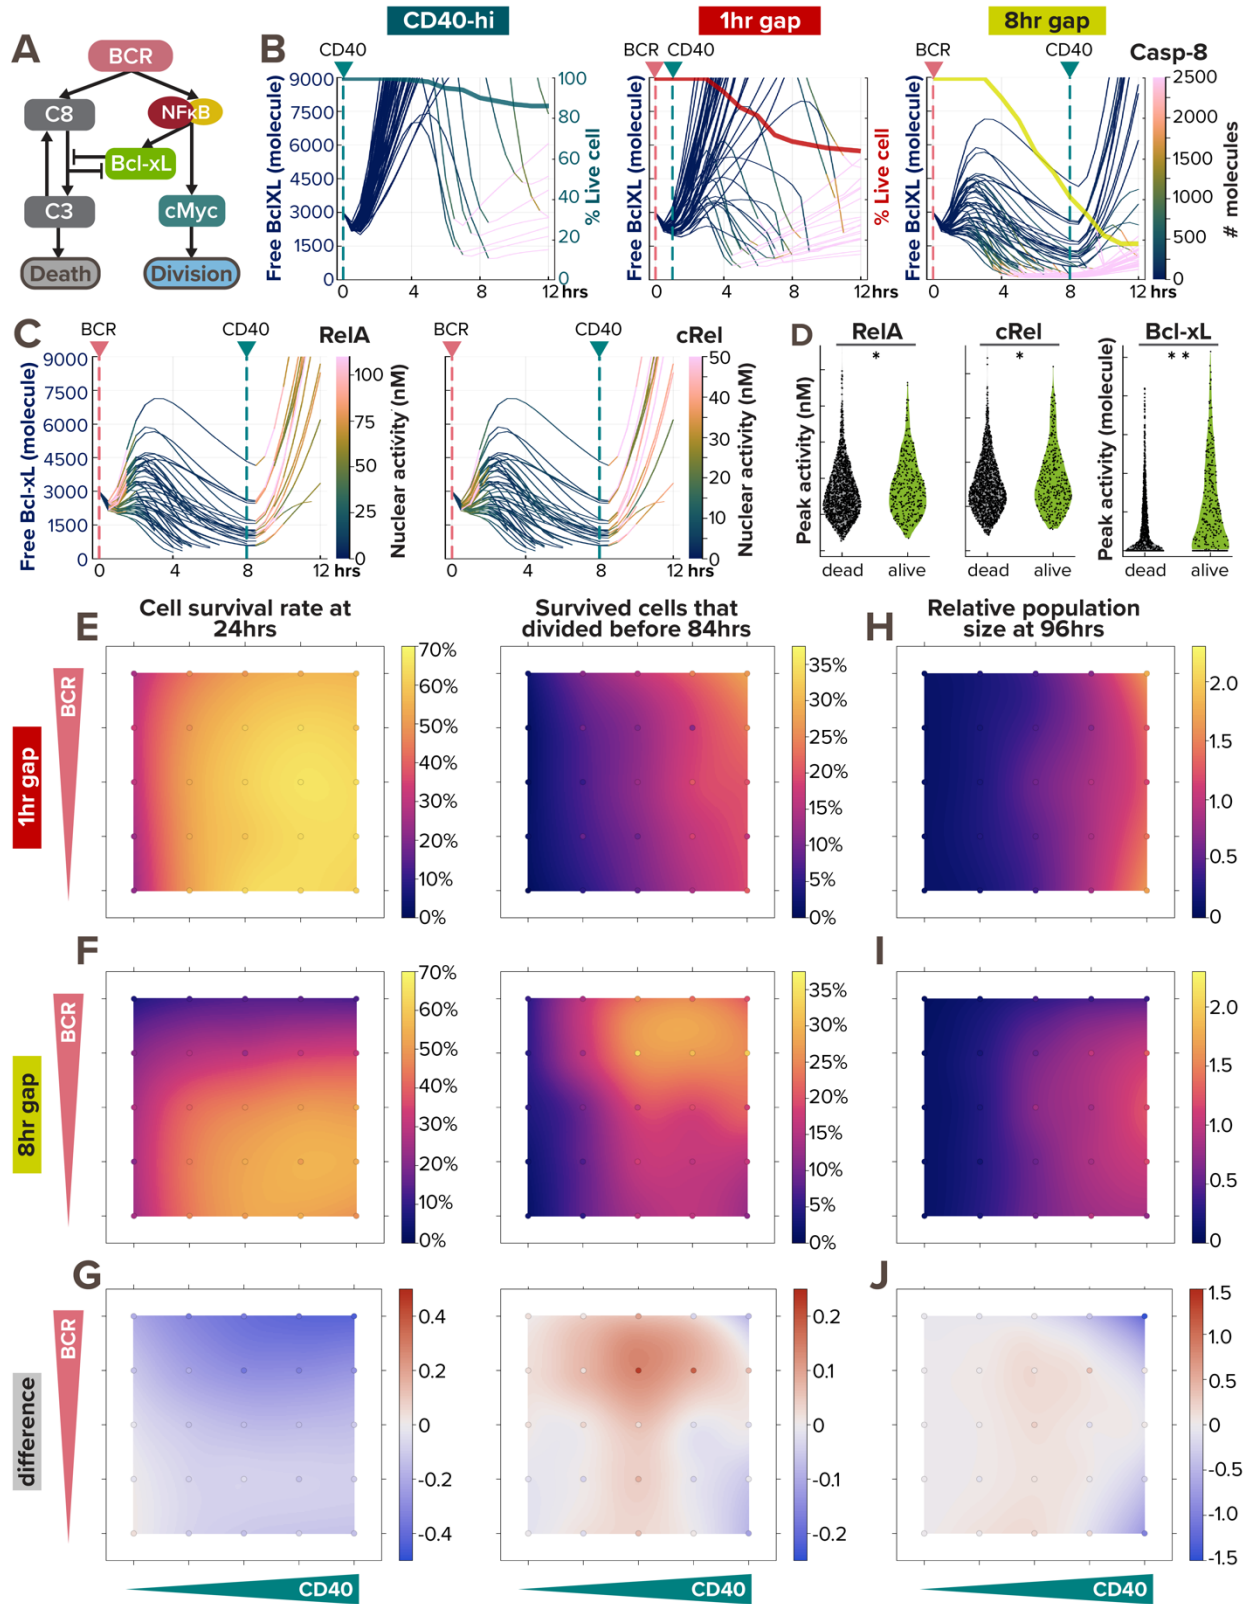 A
BCR
C8
NFκB
Bcl-xL
C3
cMyc
Death
Division
B
CD40-hi
1hr gap
8hr gap
CD40
BCR CD40
BCR
CD40
Casp-8
Free BclXL (molecule)
9000
7500
6000
4500
3000
1500
0
100
80
60
40
20
0
% Live cell
0 4 8 12 hrs
Free BclXL (molecule)
% Live cell
0 4 8 12 hrs
Free BclXL (molecule)
0 4 8 12 hrs
2500
2000
1500
1000
500
0
# molecules
C
BCR
CD40
RelA
Free Bcl-xL (molecule)
9000
7500
6000
4500
3000
1500
0
0 4 8 12 hrs
100
75
50
25
0
Nuclear activity (nM)
BCR
CD40
cRel
0 4 8 12 hrs
50
40
30
20
10
0
Nuclear activity (nM)
D
RelA
*
Peak activity (nM)
dead alive
cRel
*
Peak activity (nM)
dead alive
Bcl-xL
* *
Peak activity (molecule)
dead alive
E
Cell survival rate at
24hrs
Survived cells that
divided before 84hrs
H
Relative population
size at 96hrs
1hr gap
BCR
70%
60%
50%
40%
30%
20%
10%
0%
35%
30%
25%
20%
15%
10%
5%
0%
2.0
1.5
1.0
0.5
0
F
I
8hr gap
BCR
70%
60%
50%
40%
30%
20%
10%
0%
35%
30%
25%
20%
15%
10%
5%
0%
2.0
1.5
1.0
0.5
0
G
J
difference
BCR
0.4
0.2
0
-0.2
-0.4
0.2
0.1
0
-0.1
-0.2
1.5
1.0
0.5
0
-0.5
-1.0
-1.5
CD40
CD40